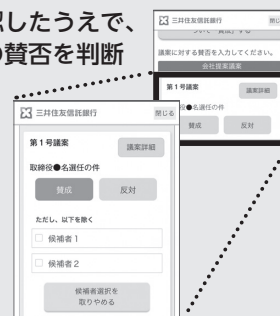 認したうえで、
の賛否を判断
三井住友信託銀行
閉じ
ついて「賛成」する
議案に対する賛否を入力してください。
会社提案議案
第1号議案
議案詳細
役●名選任の件
賛成
反対
三井住友信託銀行
閉じる
第1号議案
議案詳細
取締役●名選任の件
賛成
反対
ただし、以下を除く
候補者1
候補者2
候補者選択を
取りやめる